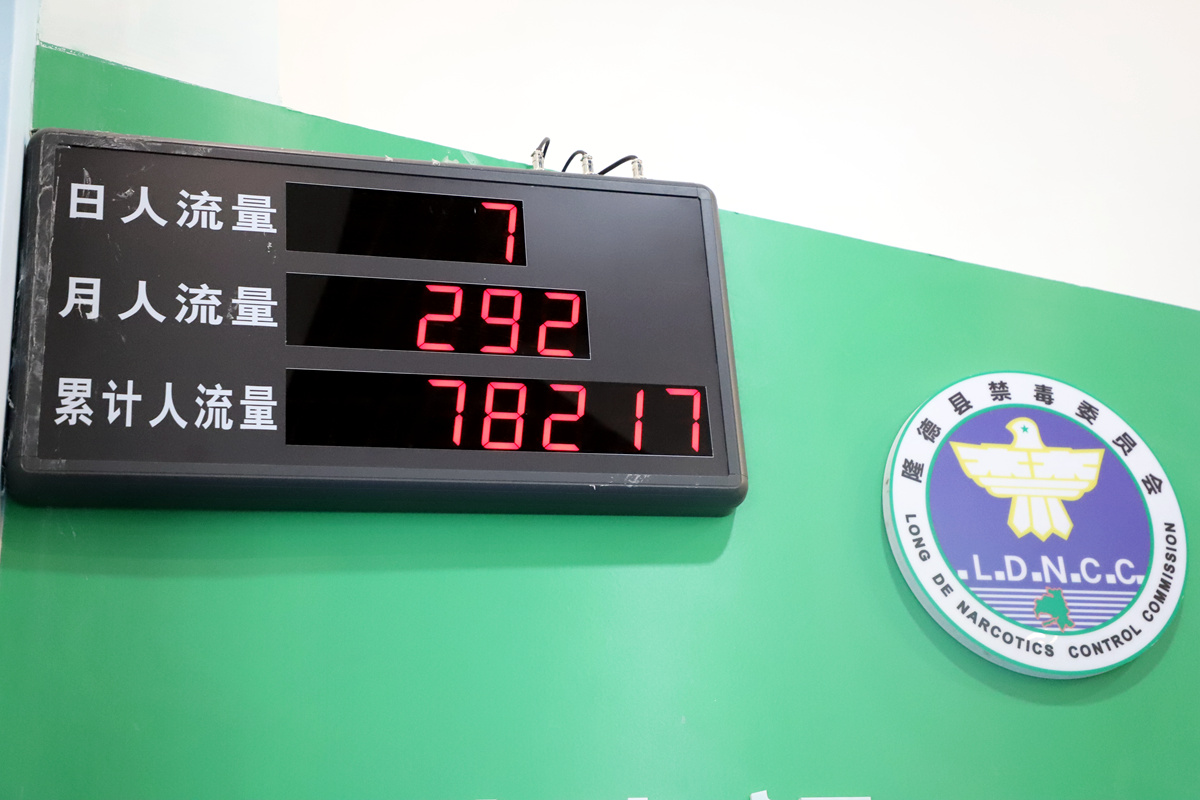 日人流量 7
月人流量 292
累计人流量 78217
隆德县禁毒委员会
.L.D.N.C.C.
LONG DE NARCOTICS CONTROL COMMISSION